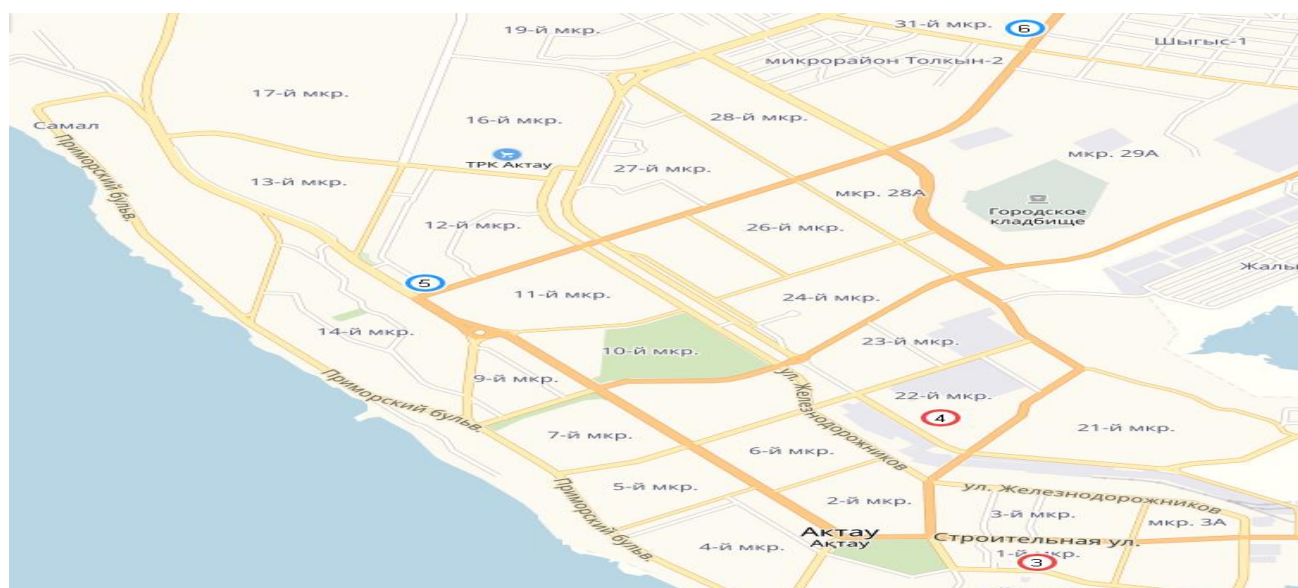 19-й мкр.
31-й мкр.
6
Шығыс-1
микрорайон Толкын-2
17-й мкр.
16-й мкр.
28-й мкр.
Самал
ТРК Актау
27-й мкр.
мкр. 29А
13-й мкр.
мкр. 28А
Приморский бульв.
12-й мкр.
26-й мкр.
Городское
кладбище
5
11-й мкр.
24-й мкр.
14-й мкр.
10-й мкр.
23-й мкр.
9-й мкр.
ул. Железнодорожников
22-й мкр.
Приморский бульв.
4
7-й мкр.
21-й мкр.
6-й мкр.
5-й мкр.
ул. Железнодорожников
2-й мкр.
3-й мкр.
мкр. 3А
Приморский бульв.
Актау
Ақтау
Строительная ул.
4-й мкр.
1-й мкр.
3